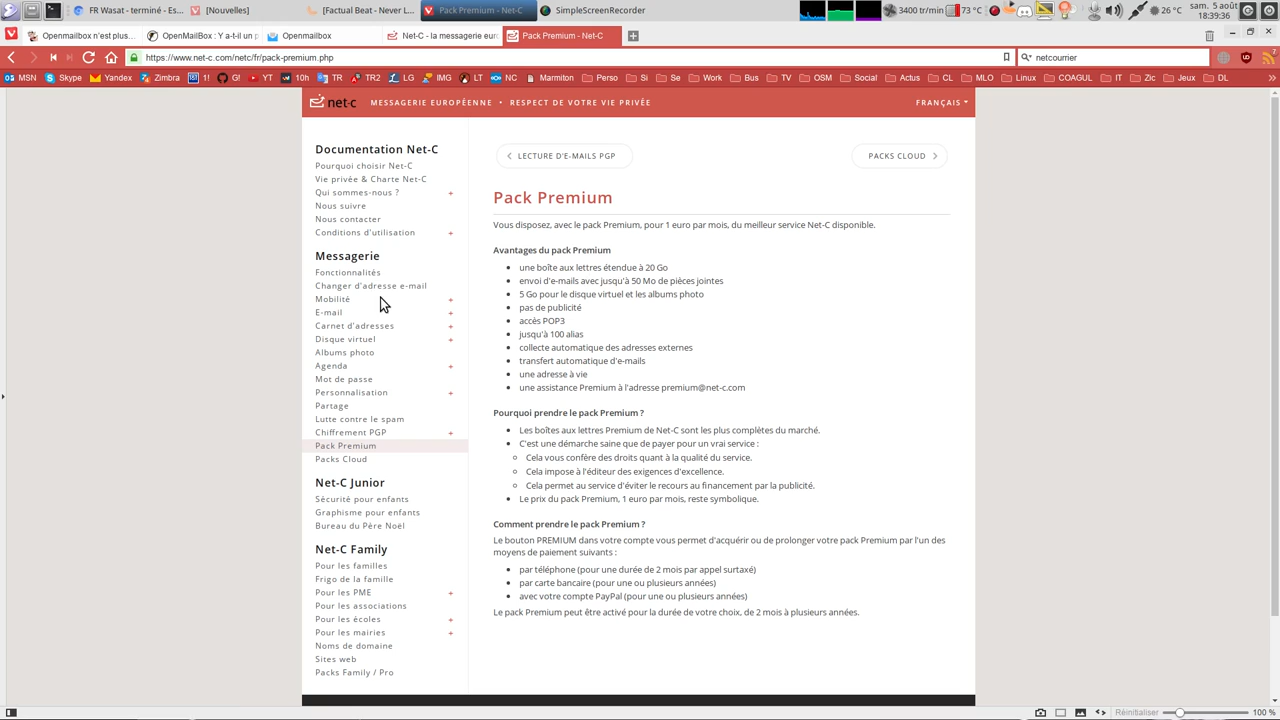 FR Wasat - terminé - Es...
[Nouvelles]
[Factual Beat - Never L...
Pack Premium - Net-C
SimpleScreenRecorder
3400 tr/min
73 °C
26 °C
sam. 5 août
18:39:36
Openmailbox n'est plus...
OpenMailBox : Y a-t-il un p
Openmailbox
Net-C - la messagerie euro
Pack Premium - Net-C
https://www.net-c.com/netc/fr/pack-premium.php
netcourrier
MSN Skype Yandex Zimbra 1! G! YT 10h TR TR2 LG IMG LT NC Marmiton Perso Si Se Work Bus TV OSM Social Actus CL MLO Linux COAGUL IT Zic Jeux DL
net-c MESSAGERIE EUROPÉENNE • RESPECT DE VOTRE VIE PRIVÉE FRANÇAIS
Documentation Net-C
Pourquoi choisir Net-C
Vie privée & Charte Net-C
Qui sommes-nous ? +
Nous suivre
Nous contacter
Conditions d'utilisation +
Messagerie
Fonctionnalités
Changer d'adresse e-mail
Mobilité +
E-mail +
Carnet d'adresses +
Disque virtuel +
Albums photo
Agenda +
Mot de passe
Personnalisation +
Partage
Lutte contre le spam
Chiffrement PGP +
Pack Premium
Packs Cloud
Net-C Junior
Sécurité pour enfants
Graphisme pour enfants
Bureau du Père Noël
Net-C Family
Pour les familles
Frigo de la famille
Pour les PME +
Pour les associations
Pour les écoles +
Pour les mairies +
Noms de domaine
Sites web
Packs Family / Pro
LECTURE D'E-MAILS PGP
PACKS CLOUD
Pack Premium
Vous disposez, avec le pack Premium, pour 1 euro par mois, du meilleur service Net-C disponible.
Avantages du pack Premium
• une boîte aux lettres étendue à 20 Go
• envoi d'e-mails avec jusqu'à 50 Mo de pièces jointes
• 5 Go pour le disque virtuel et les albums photo
• pas de publicité
• accès POP3
• jusqu'à 100 alias
• collecte automatique des adresses externes
• transfert automatique d'e-mails
• une adresse à vie
• une assistance Premium à l'adresse premium@net-c.com
Pourquoi prendre le pack Premium ?
• Les boîtes aux lettres Premium de Net-C sont les plus complètes du marché.
• C'est une démarche saine que de payer pour un vrai service :
○ Cela vous confère des droits quant à la qualité du service.
○ Cela impose à l'éditeur des exigences d'excellence.
○ Cela permet au service d'éviter le recours au financement par la publicité.
• Le prix du pack Premium, 1 euro par mois, reste symbolique.
Comment prendre le pack Premium ?
Le bouton PREMIUM dans votre compte vous permet d'acquérir ou de prolonger votre pack Premium par l'un des
moyens de paiement suivants :
• par téléphone (pour une durée de 2 mois par appel surtaxé)
• par carte bancaire (pour une ou plusieurs années)
• avec votre compte PayPal (pour une ou plusieurs années)
Le pack Premium peut être activé pour la durée de votre choix, de 2 mois à plusieurs années.
Réinitialiser
100 %